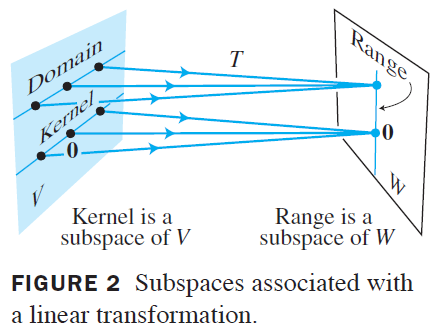 Domain
T
Range
Kernel
0
0
V
W
Kernel is a
subspace of V
Range is a
subspace of W
FIGURE 2 Subspaces associated with
a linear transformation.